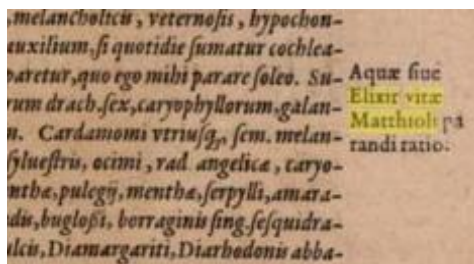 ,melancholicis, veternosis, hypochon-
auxilium, si quotidie sumatur cochlea-
paretur, quo ego mihi parare soleo. Su-
rum drach. sex, caryophyllorum, galan-
n. Cardamomi vtriusq, sem. melan-
syluestris, ocimi, rad angelicæ, caryo-
nthæ, pulegij, menthæ, serpylli, amara-
dis, buglossi, borraginis sing. sesquidra-
ulcis, Diamargariti, Diarhodonis abba-
Aquæ siue
Elixir vitæ
Matthioli pa
randi ratio.